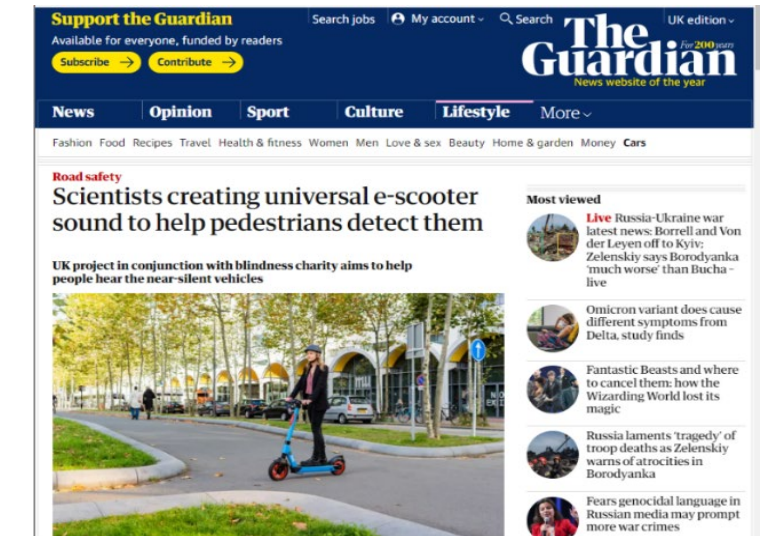 Support the Guardian
Available for everyone, funded by readers
Subscribe → Contribute →
Search jobs My account Search UK edition
The
Guardian
For 200 years
News website of the year
News Opinion Sport Culture Lifestyle More
Fashion Food Recipes Travel Health & fitness Women Men Love & sex Beauty Home & garden Money Cars
Road safety
Scientists creating universal e-scooter
sound to help pedestrians detect them
UK project in conjunction with blindness charity aims to help
people hear the near-silent vehicles
Most viewed
Live Russia-Ukraine war
latest news: Borrell and Von
der Leyen off to Kyiv;
Zelenskiy says Borodyanka
‘much worse’ than Bucha –
live
Omicron variant does cause
different symptoms from
Delta, study finds
Fantastic Beasts and where
to cancel them: how the
Wizarding World lost its
magic
Russia laments ‘tragedy’ of
troop deaths as Zelenskiy
warns of atrocities in
Borodyanka
Fears genocidal language in
Russian media may prompt
more war crimes